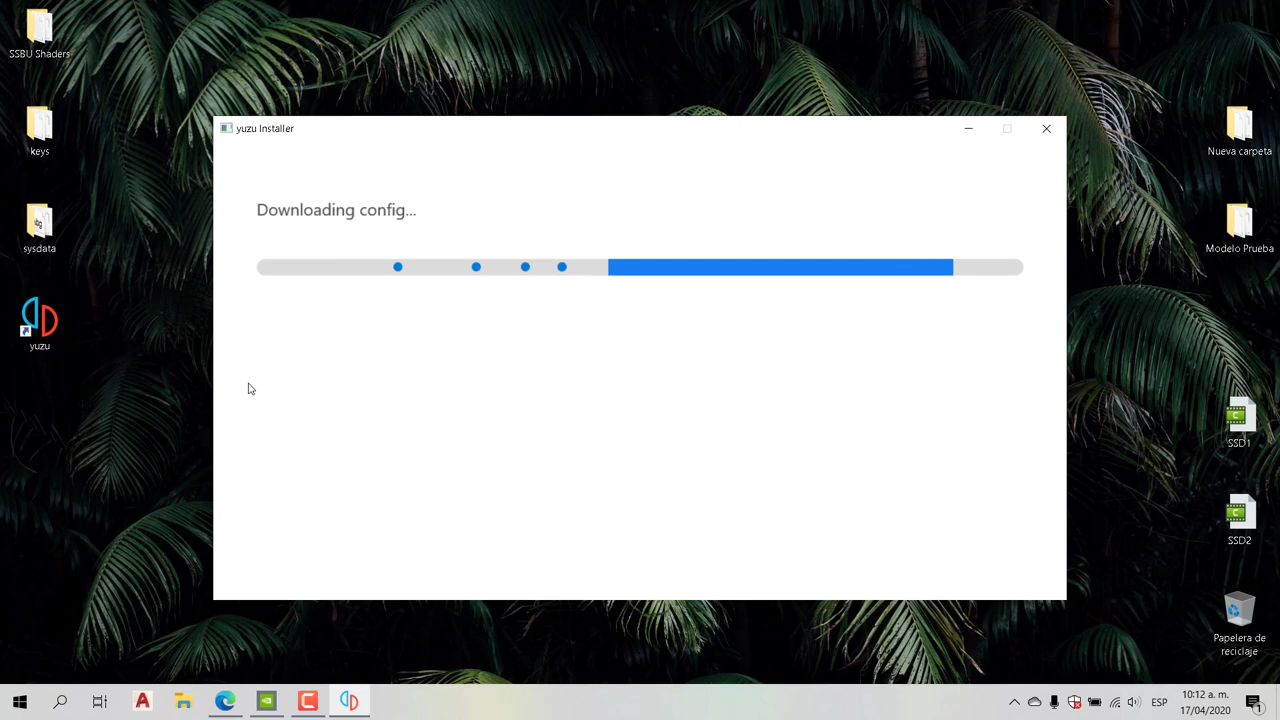 SSBU Shaders
keys
sysdata
yuzu
yuzu Installer
Downloading config...
Nueva carpeta
Modelo Prueba
SSD1
SSD2
Papelera de
reciclaje
ESP
10:12 a. m.
17/04/2020
1